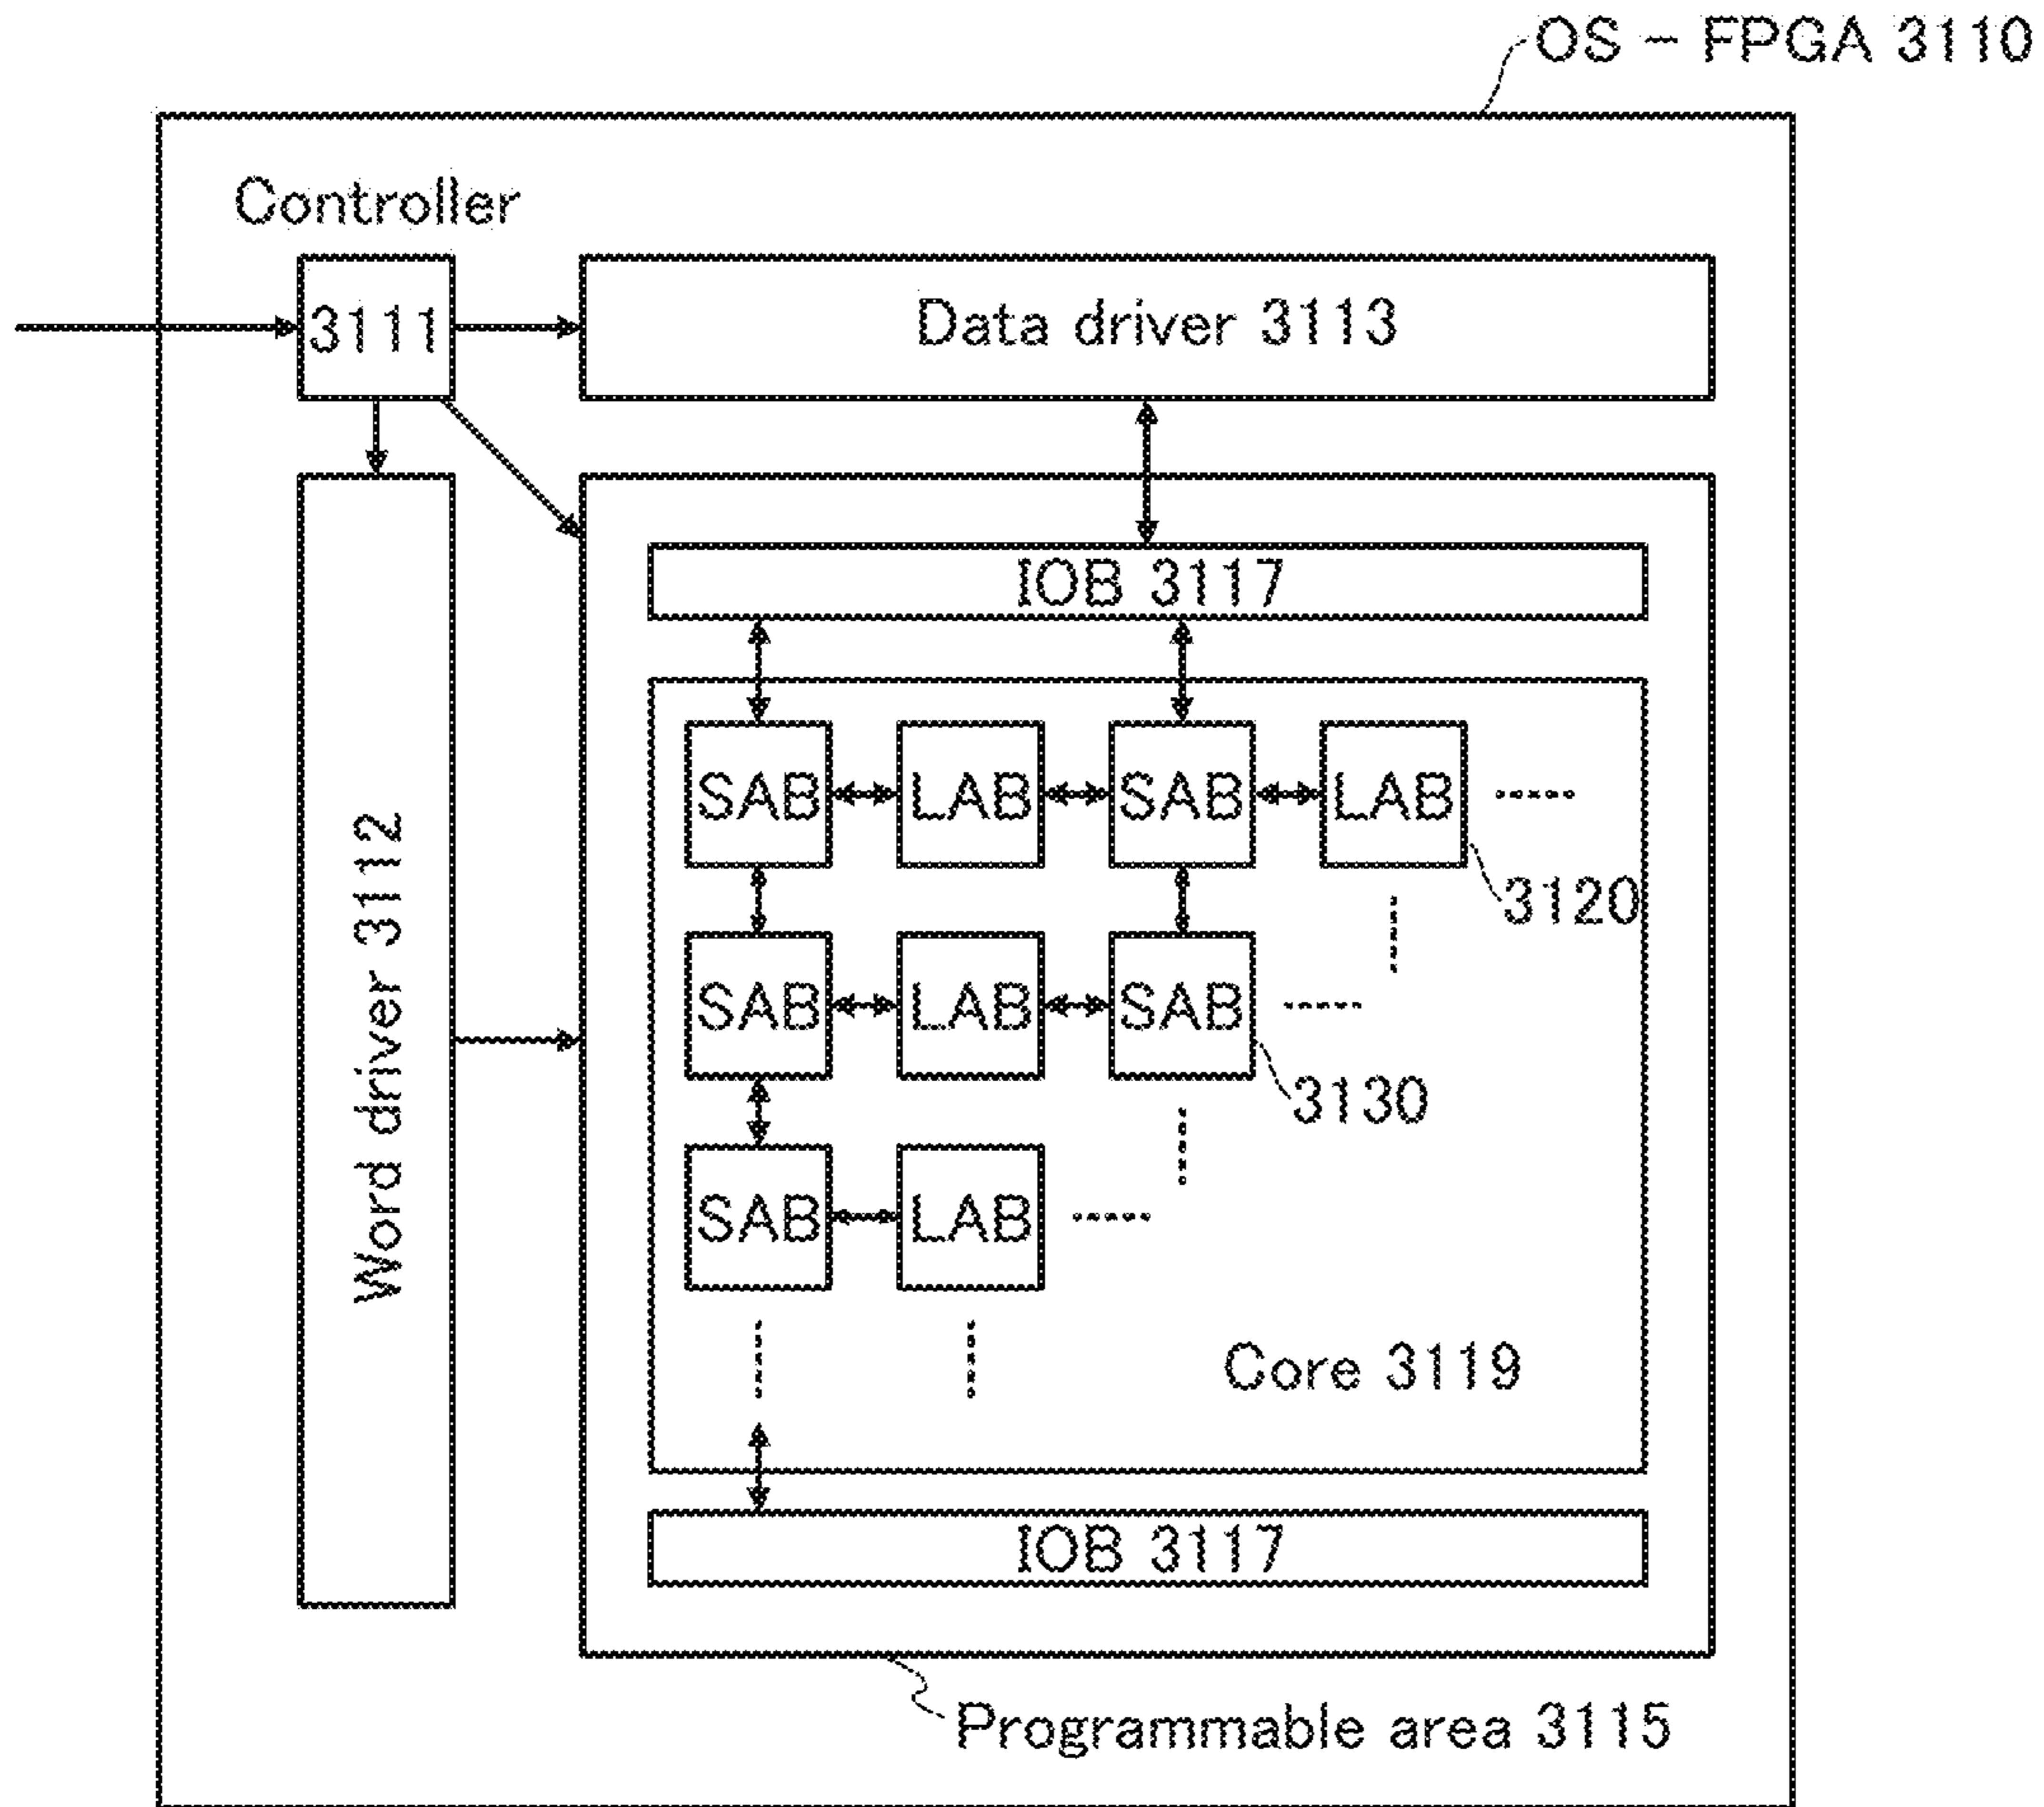 OS - FPGA 3110
Controller
3111
Data driver 3113
Word driver 3112
IOB 3117
SAB LAB SAB LAB
3120
SAB LAB SAB
3130
SAB LAB
Core 3119
IOB 3117
Programmable area 3115